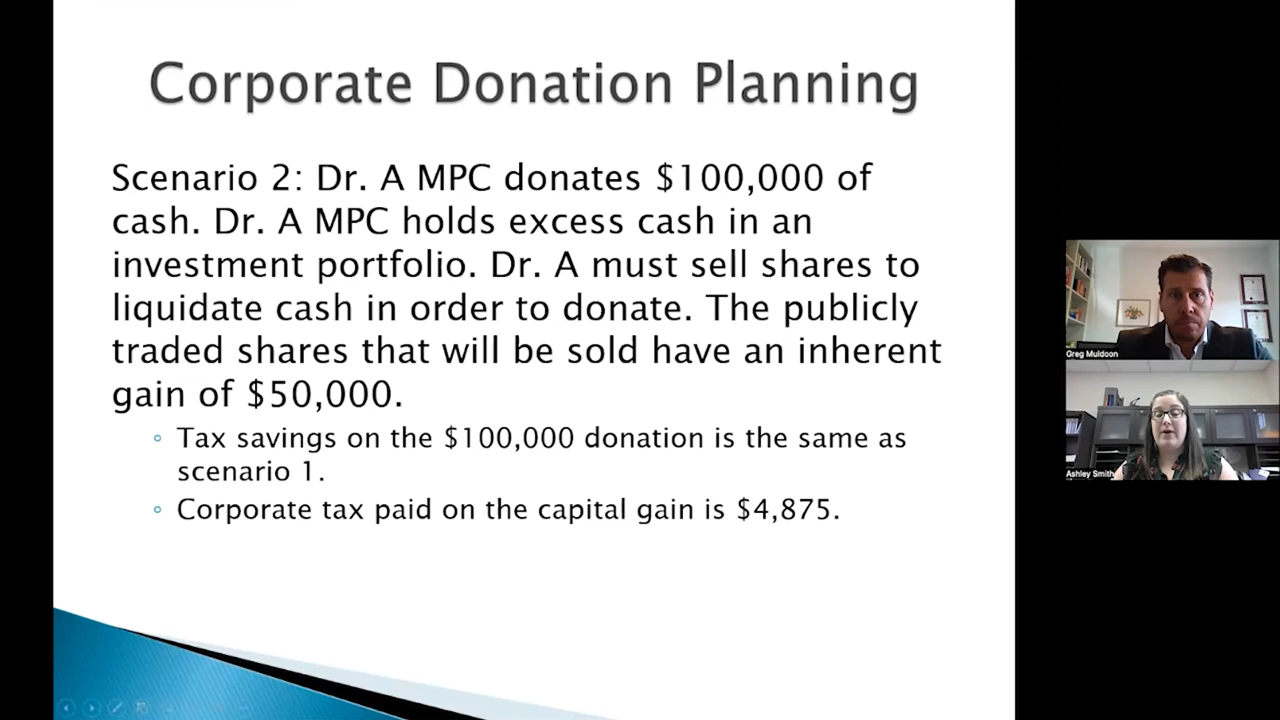 Corporate Donation Planning
Scenario 2: Dr. A MPC donates $100,000 of
cash. Dr. A MPC holds excess cash in an
investment portfolio. Dr. A must sell shares to
liquidate cash in order to donate. The publicly
traded shares that will be sold have an inherent
gain of $50,000.
◦ Tax savings on the $100,000 donation is the same as
scenario 1.
◦ Corporate tax paid on the capital gain is $4,875.
Greg Muldoon
Ashley Smith